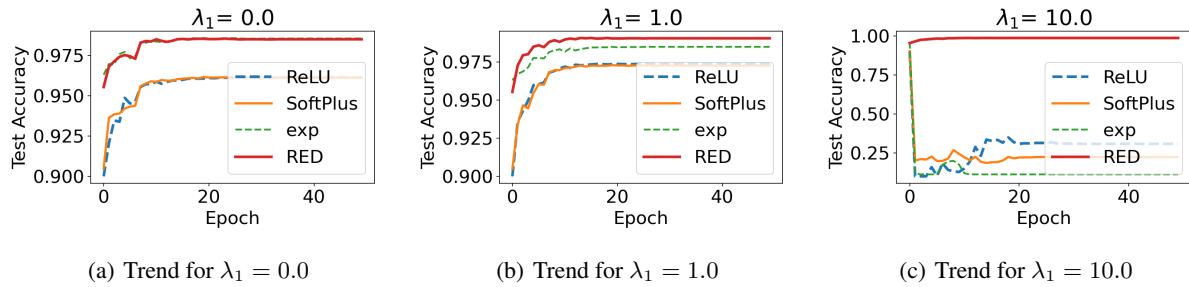 λ₁= 0.0
Test Accuracy
0.975
0.950
0.925
0.900
ReLU
SoftPlus
exp
RED
0 20 40
Epoch
(a) Trend for λ₁ = 0.0
λ₁= 1.0
Test Accuracy
0.975
0.950
0.925
0.900
ReLU
SoftPlus
exp
RED
0 20 40
Epoch
(b) Trend for λ₁ = 1.0
λ₁= 10.0
Test Accuracy
1.00
0.75
0.50
0.25
ReLU
SoftPlus
exp
RED
0 20 40
Epoch
(c) Trend for λ₁ = 10.0